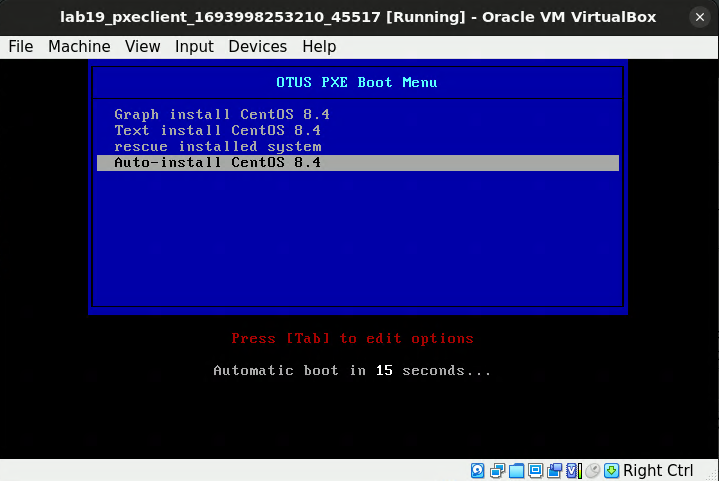 lab19_pxeclient_1693998253210_45517 [Running] - Oracle VM VirtualBox
File Machine View Input Devices Help
OTUS PXE Boot Menu
Graph install CentOS 8.4
Text install CentOS 8.4
rescue installed system
Auto-install CentOS 8.4
Press [Tab] to edit options
Automatic boot in 15 seconds...
Right Ctrl